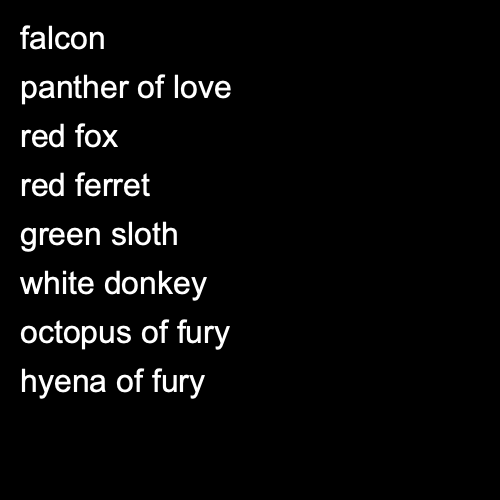 falcon
panther of love
red fox
red ferret
green sloth
white donkey
octopus of fury
hyena of fury